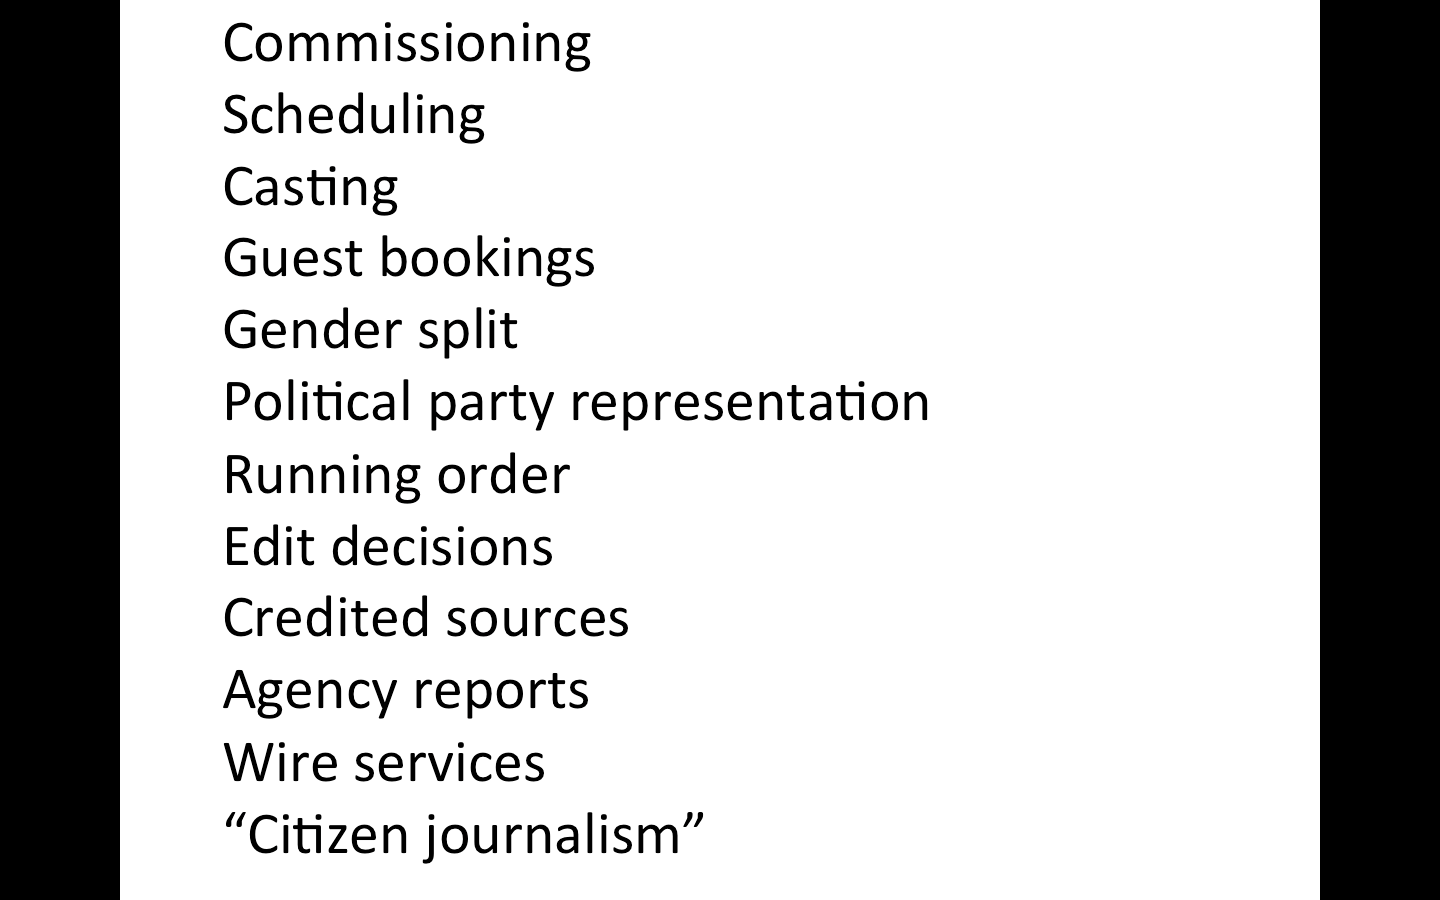 Commissioning
Scheduling
Casting
Guest bookings
Gender split
Political party representation
Running order
Edit decisions
Credited sources
Agency reports
Wire services
“Citizen journalism”